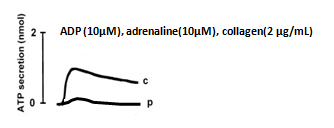 2
ADP (10µM), adrenaline(10µM), collagen(2 µg/mL)
ATP secretion (nmol)
c
0
p